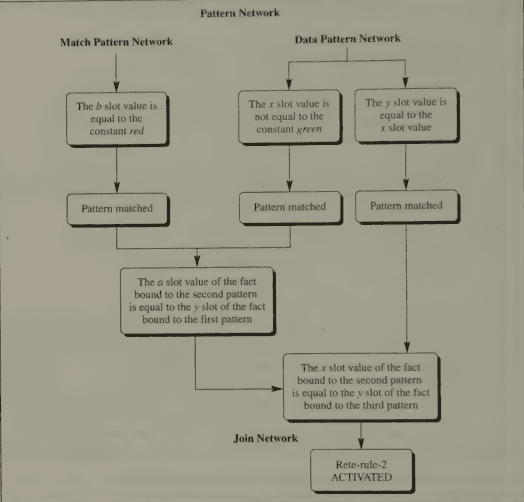 Pattern Network
Match Pattern Network
Data Pattern Network
The b slot value is
equal to the
constant red
The x slot value is
not equal to the
constant green
The y slot value is
equal to the
x slot value
Pattern matched
Pattern matched
Pattern matched
The a slot value of the fact
bound to the second pattern
is equal to the y slot of the fact
bound to the first pattern
The x slot value of the fact
bound to the second pattern
is equal to the y slot of the fact
bound to the third pattern
Join Network
Rete-rule-2
ACTIVATED